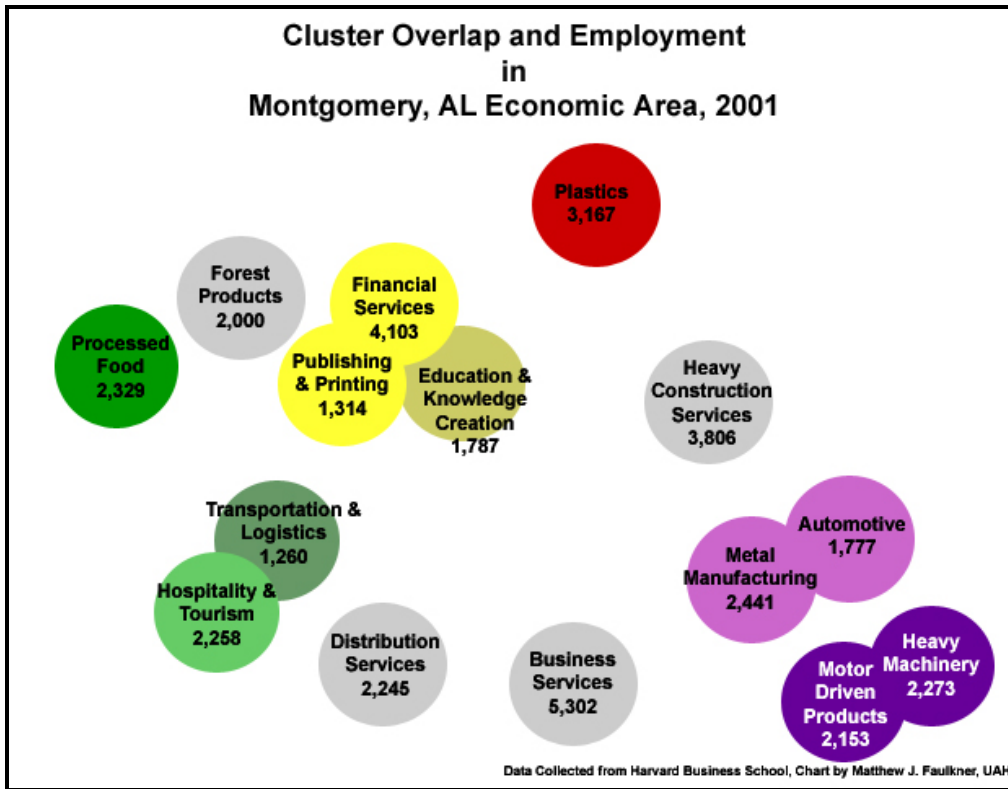 Cluster Overlap and Employment
in
Montgomery, AL Economic Area, 2001
Plastics
3,167
Forest
Products
2,000
Financial
Services
4,103
Processed
Food
2,329
Publishing
& Printing
1,314
Education &
Knowledge
Creation
1,787
Heavy
Construction
Services
3,806
Transportation &
Logistics
1,260
Automotive
1,777
Metal
Manufacturing
2,441
Hospitality &
Tourism
2,258
Distribution
Services
2,245
Business
Services
5,302
Heavy
Machinery
2,273
Motor
Driven
Products
2,153
Data Collected from Harvard Business School, Chart by Matthew J. Faulkner, UAH